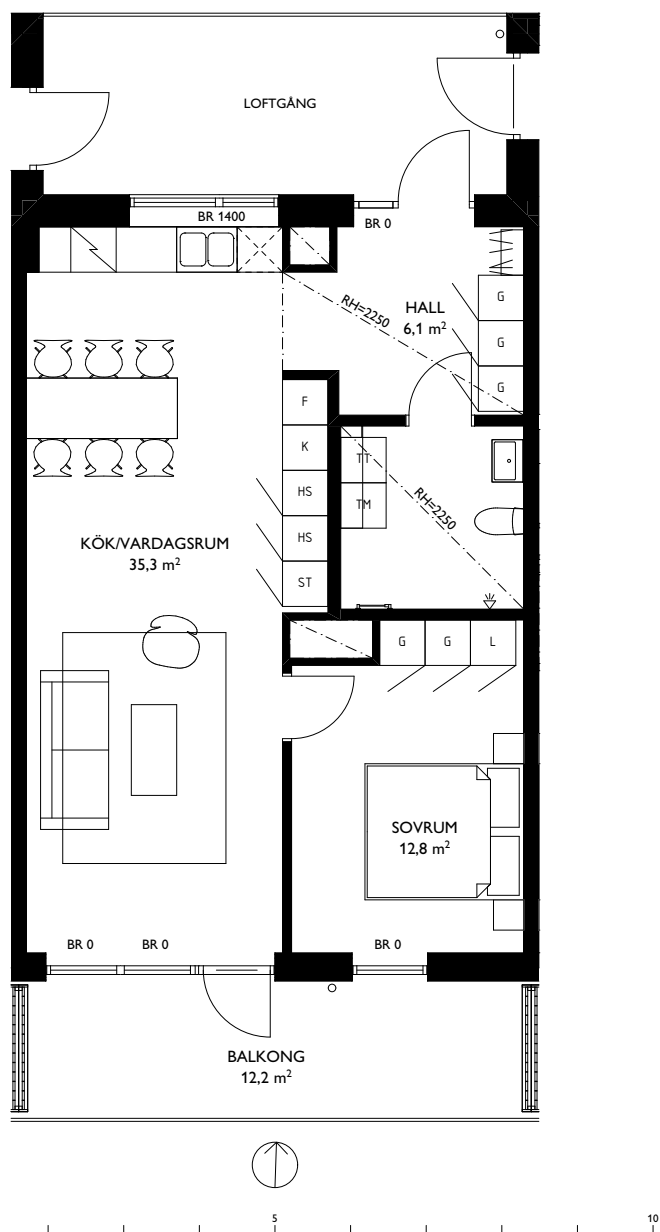 LOFTGÅNG
BR 1400
BR 0
RH=2250
HALL
6,1 m²
G
G
G
F
K
HS
HS
ST
TT
TM
RH=2250
KÖK/VARDAGSRUM
35,3 m²
G G L
SOVRUM
12,8 m²
BR 0 BR 0 BR 0
BALKONG
12,2 m²
5 10